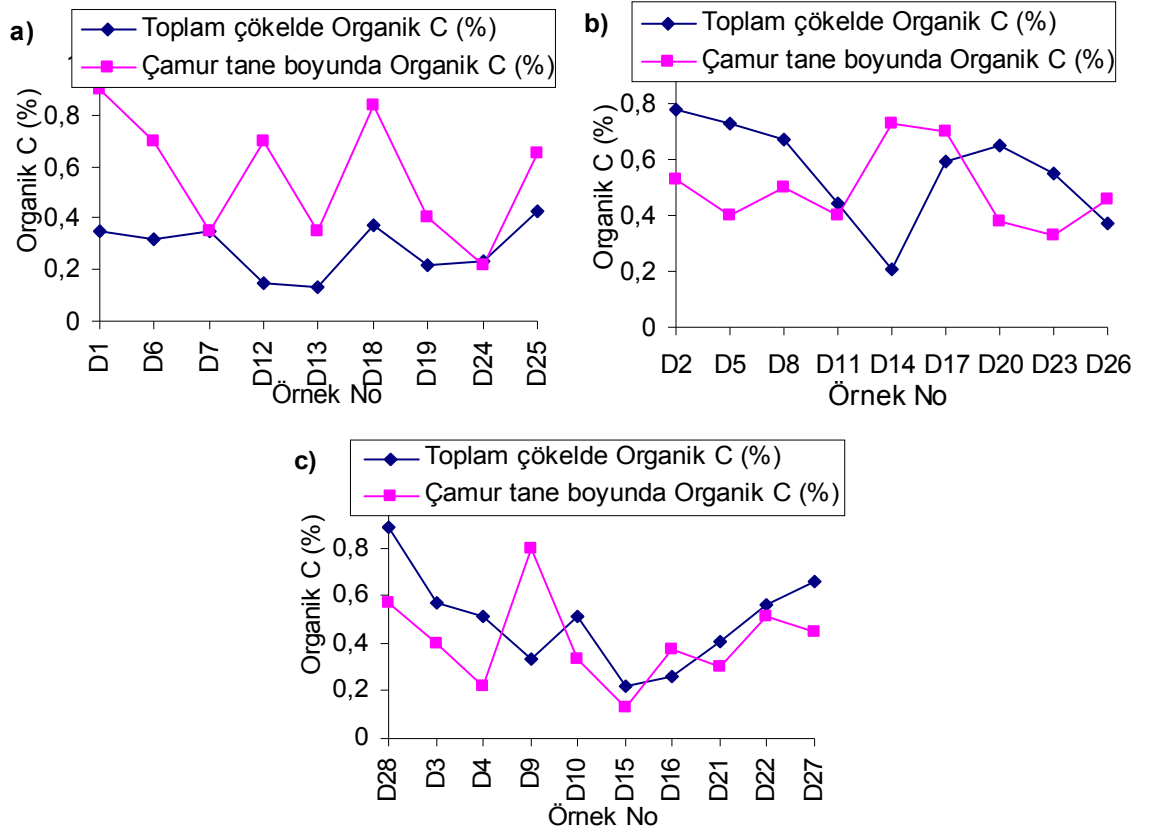 a)
Toplam çökelde Organik C (%)
Çamur tane boyunda Organik C (%)
Organik C (%)
0,8
0,6
0,4
0,2
0
D1 D6 D7 D12 D13 D18 D19 D24 D25
Örnek No
b)
Toplam çökelde Organik C (%)
Çamur tane boyunda Organik C (%)
Organik C (%)
0,8
0,6
0,4
0,2
0
D2 D5 D8 D11 D14 D17 D20 D23 D26
Örnek No
c)
Toplam çökelde Organik C (%)
Çamur tane boyunda Organik C (%)
Organik C (%)
0,8
0,6
0,4
0,2
0
D28 D3 D4 D9 D10 D15 D16 D21 D22 D27
Örnek No